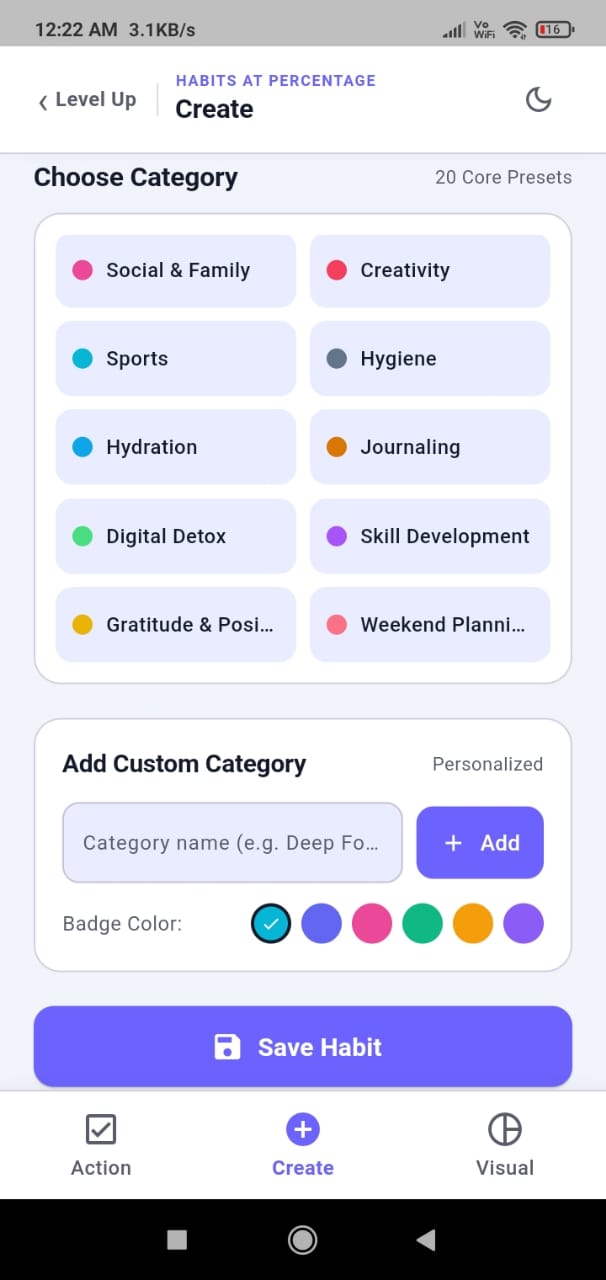 12:22 AM 3.1KB/s Vo WiFi 16
HABITS AT PERCENTAGE
‹ Level Up
Create
Choose Category 20 Core Presets
Social & Family Creativity
Sports Hygiene
Hydration Journaling
Digital Detox Skill Development
Gratitude & Posi... Weekend Planni...
Add Custom Category Personalized
Category name (e.g. Deep Fo... + Add
Badge Color:
Save Habit
Action Create Visual